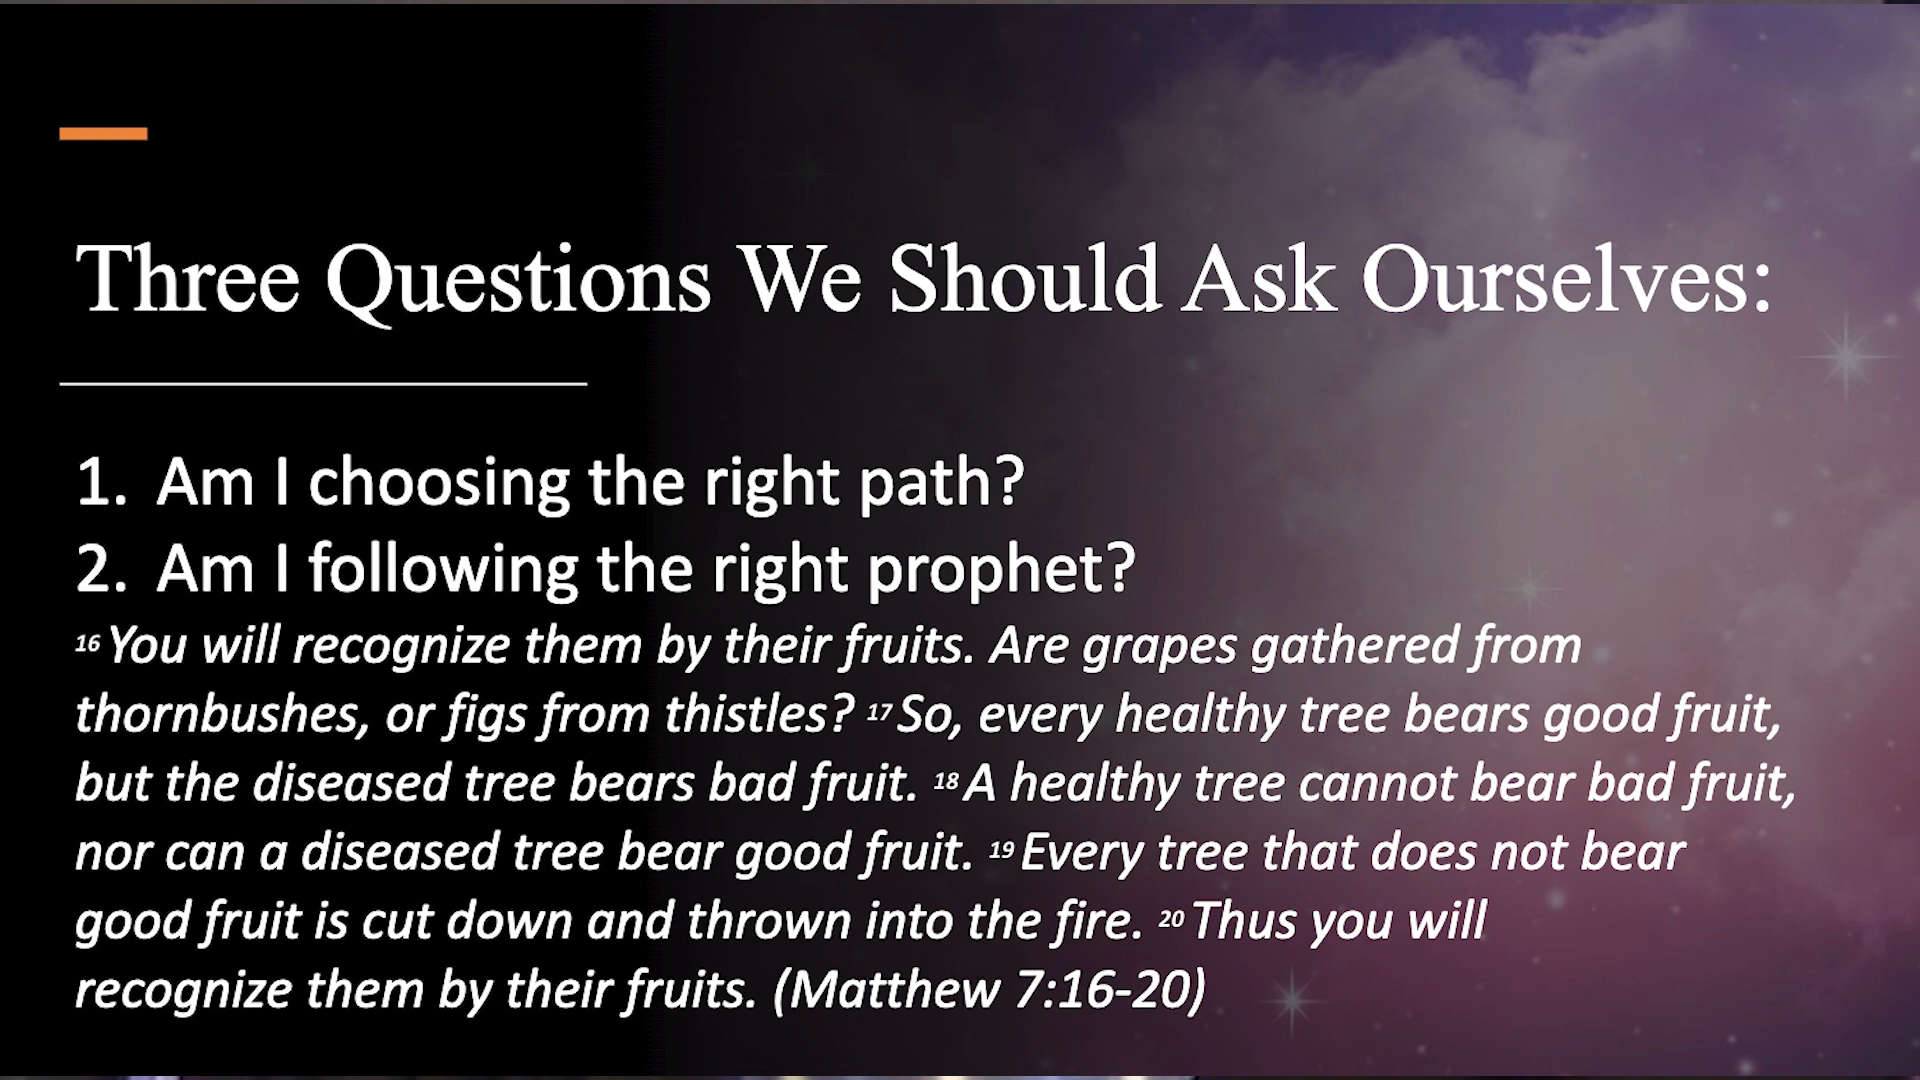 Three Questions We Should Ask Ourselves:
1. Am I choosing the right path?
2. Am I following the right prophet?
16 You will recognize them by their fruits. Are grapes gathered from
thornbushes, or figs from thistles? 17 So, every healthy tree bears good fruit,
but the diseased tree bears bad fruit. 18 A healthy tree cannot bear bad fruit,
nor can a diseased tree bear good fruit. 19 Every tree that does not bear
good fruit is cut down and thrown into the fire. 20 Thus you will
recognize them by their fruits. (Matthew 7:16-20)